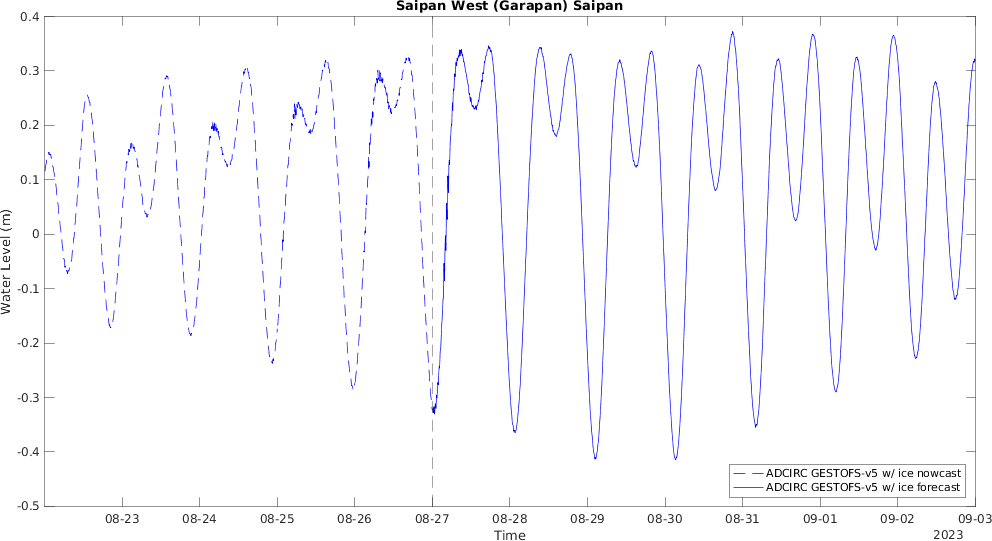 Saipan West (Garapan) Saipan
Water Level (m)
0.4
0.3
0.2
0.1
0
-0.1
-0.2
-0.3
-0.4
-0.5
ADCIRC GESTOFS-v5 w/ ice nowcast
ADCIRC GESTOFS-v5 w/ ice forecast
08-23 08-24 08-25 08-26 08-27 08-28 08-29 08-30 08-31 09-01 09-02 09-03
Time
2023